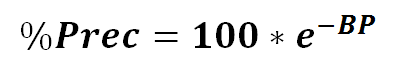 %Prec = 100 * e^{-BP}